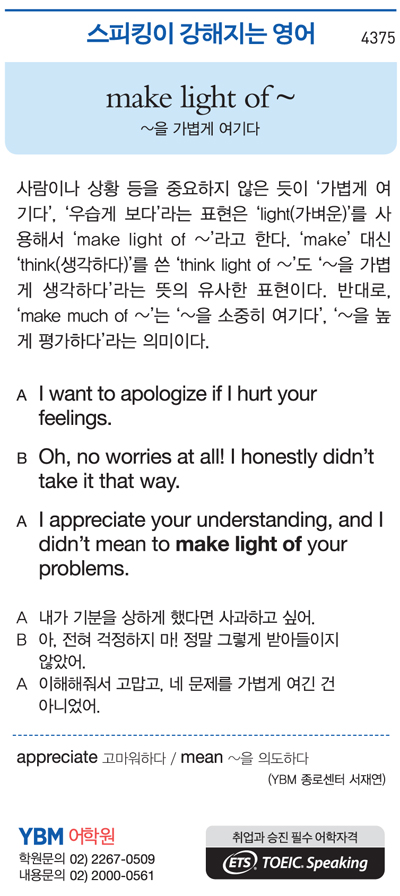 스피킹이 강해지는 영어
4375
make light of ~
~을 가볍게 여기다
사람이나 상황 등을 중요하지 않은 듯이 ‘가볍게 여
기다’, ‘우습게 보다’라는 표현은 ‘light(가벼운)’를 사
용해서 ‘make light of ~’라고 한다. ‘make’ 대신
‘think(생각하다)’를 쓴 ‘think light of ~’도 ‘~을 가볍
게 생각하다’라는 뜻의 유사한 표현이다. 반대로,
‘make much of ~’는 ‘~을 소중히 여기다’, ‘~을 높
게 평가하다’라는 의미이다.
A I want to apologize if I hurt your
feelings.
B Oh, no worries at all! I honestly didn’t
take it that way.
A I appreciate your understanding, and I
didn’t mean to make light of your
problems.
A 내가 기분을 상하게 했다면 사과하고 싶어.
B 아, 전혀 걱정하지 마! 정말 그렇게 받아들이지
않았어.
A 이해해줘서 고맙고, 네 문제를 가볍게 여긴 건
아니었어.
appreciate 고마워하다 / mean ~을 의도하다
(YBM 종로센터 서재연)
YBM 어학원
학원문의 02) 2267-0509
내용문의 02) 2000-0561
취업과 승진 필수 어학자격
ETS TOEIC. Speaking